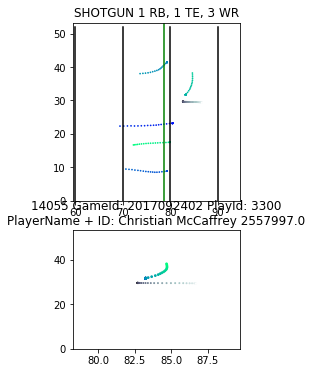 SHOTGUN 1 RB, 1 TE, 3 WR
50
40
30
20
10
0
60 70 80 90
14055 GameId: 2017092402 PlayId: 3300
PlayerName + ID: Christian McCaffrey 2557997.0
40
20
0
80.0 82.5 85.0 87.5